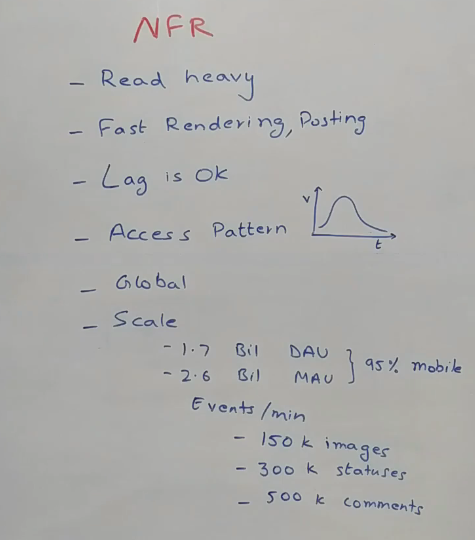 NFR
- Read heavy
- Fast Rendering, Posting
- Lag is Ok
- Access Pattern
v
t
- Global
- Scale
- 1.7 Bil DAU
- 2.6 Bil MAU
} 95% mobile
Events/min
- 150 k images
- 300 k statuses
- 500 k comments